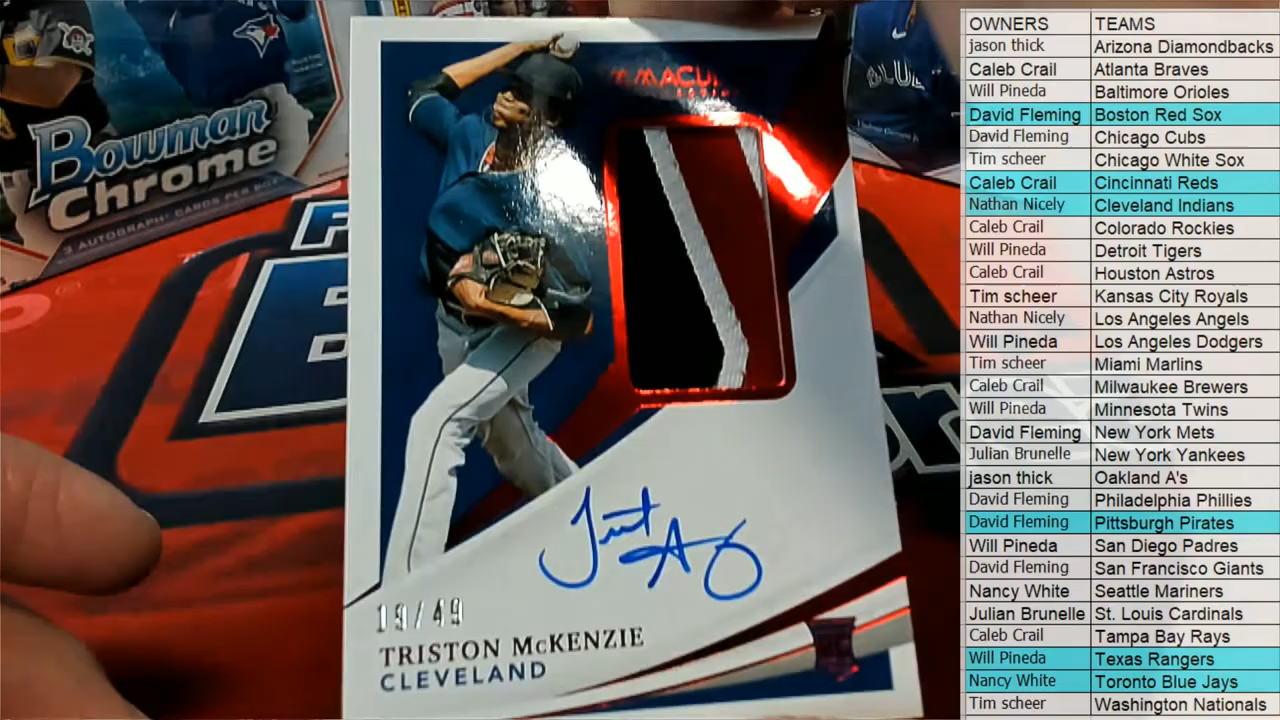 Bowman
Chrome
3 AUTOGRAPH CARDS PER BOX
BLUE
19/49
TRISTON McKENZIE
CLEVELAND
OWNERS TEAMS
jason thick Arizona Diamondbacks
Caleb Crail Atlanta Braves
Will Pineda Baltimore Orioles
David Fleming Boston Red Sox
David Fleming Chicago Cubs
Tim scheer Chicago White Sox
Caleb Crail Cincinnati Reds
Nathan Nicely Cleveland Indians
Caleb Crail Colorado Rockies
Will Pineda Detroit Tigers
Caleb Crail Houston Astros
Tim scheer Kansas City Royals
Nathan Nicely Los Angeles Angels
Will Pineda Los Angeles Dodgers
Tim scheer Miami Marlins
Caleb Crail Milwaukee Brewers
Will Pineda Minnesota Twins
David Fleming New York Mets
Julian Brunelle New York Yankees
jason thick Oakland A's
David Fleming Philadelphia Phillies
David Fleming Pittsburgh Pirates
Will Pineda San Diego Padres
David Fleming San Francisco Giants
Nancy White Seattle Mariners
Julian Brunelle St. Louis Cardinals
Caleb Crail Tampa Bay Rays
Will Pineda Texas Rangers
Nancy White Toronto Blue Jays
Tim scheer Washington Nationals